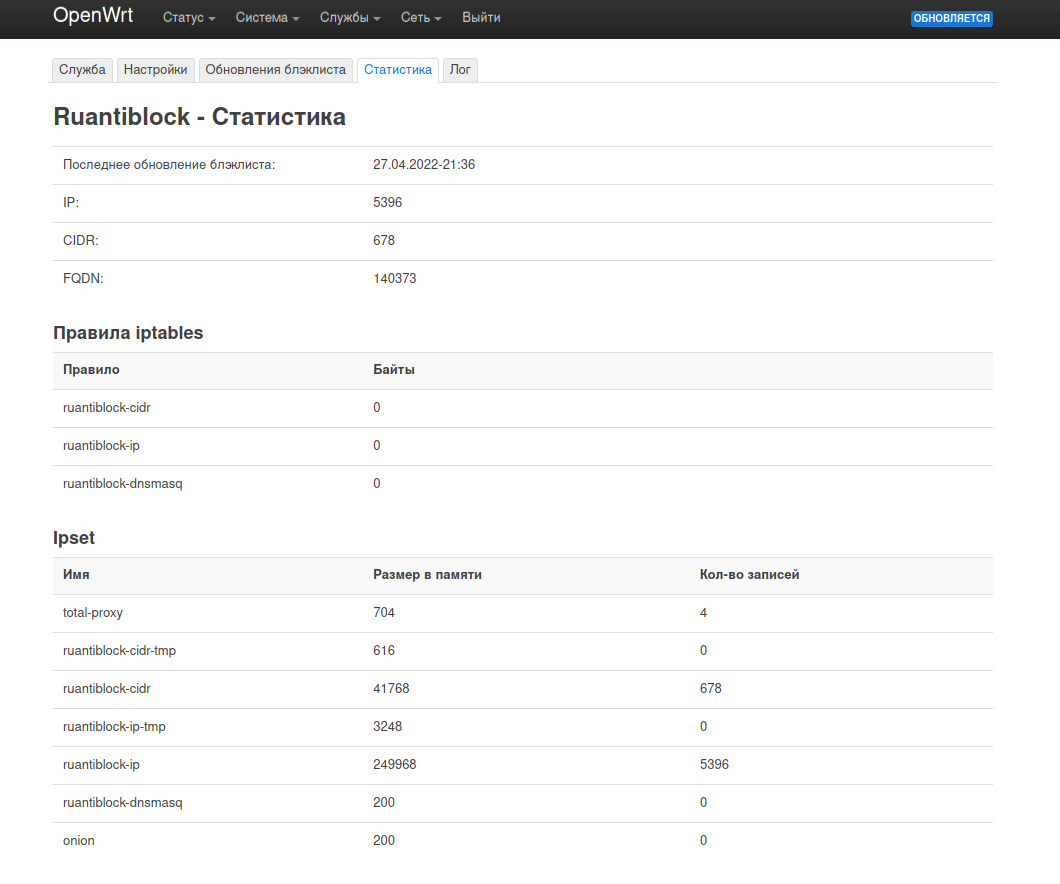 OpenWrt Статус Система Службы Сеть Выйти ОБНОВЛЯЕТСЯ
Служба Настройки Обновления блэклиста Статистика Лог
Ruantiblock - Статистика
Последнее обновление блэклиста: 27.04.2022-21:36
IP: 5396
CIDR: 678
FQDN: 140373
Правила iptables
Правило Байты
ruantiblock-cidr 0
ruantiblock-ip 0
ruantiblock-dnsmasq 0
Ipset
Имя Размер в памяти Кол-во записей
total-proxy 704 4
ruantiblock-cidr-tmp 616 0
ruantiblock-cidr 41768 678
ruantiblock-ip-tmp 3248 0
ruantiblock-ip 249968 5396
ruantiblock-dnsmasq 200 0
onion 200 0